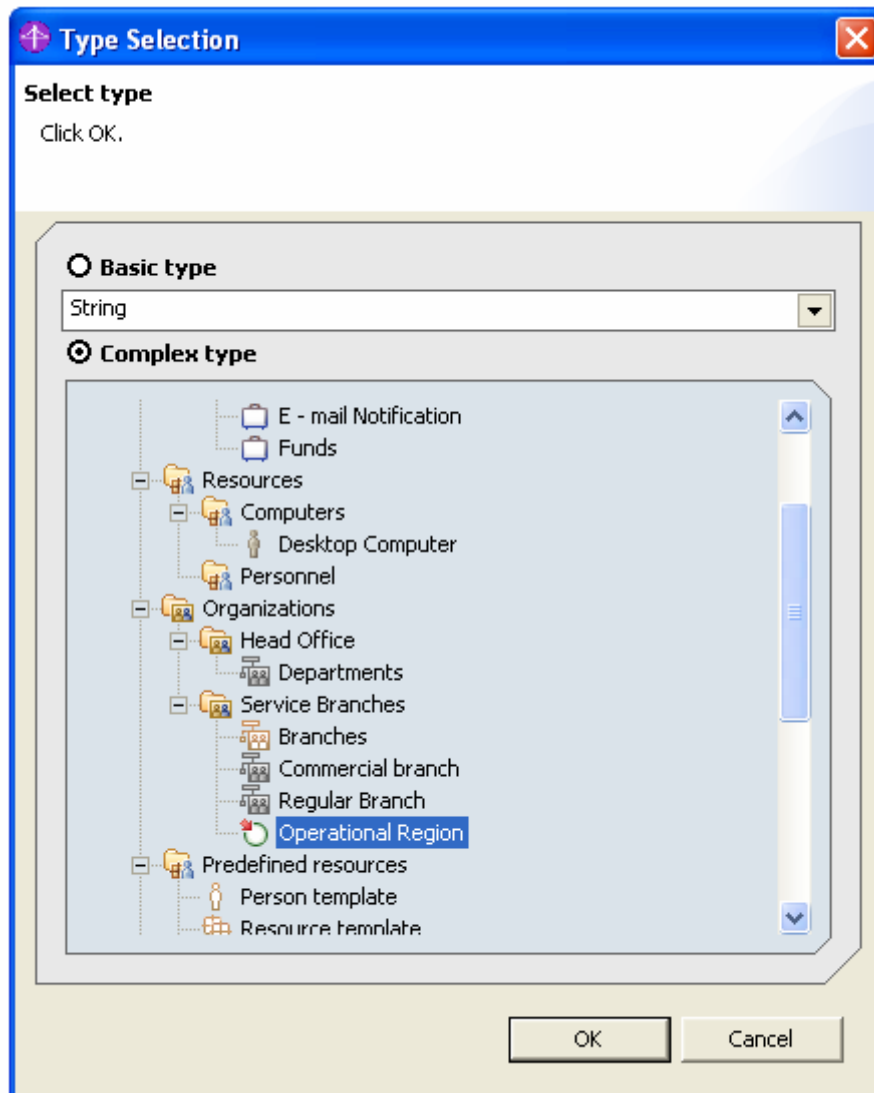 Type Selection
Select type
Click OK.
Basic type
String
Complex type
E - mail Notification
Funds
Resources
Computers
Desktop Computer
Personnel
Organizations
Head Office
Departments
Service Branches
Branches
Commercial branch
Regular Branch
Operational Region
Predefined resources
Person template
Resource template
OK Cancel